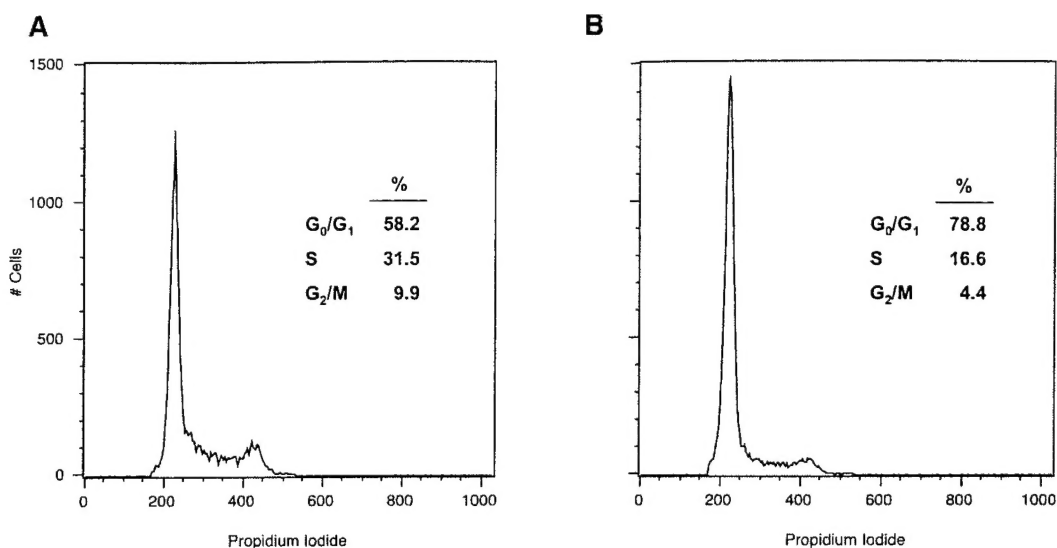 A
1500
1000
500
0
# Cells
%
G₀/G₁ 58.2
S 31.5
G₂/M 9.9
0 200 400 600 800 1000
Propidium Iodide
B
%
G₀/G₁ 78.8
S 16.6
G₂/M 4.4
0 200 400 600 800 1000
Propidium Iodide